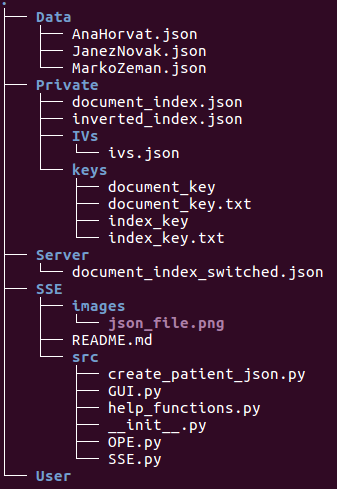 .
├── Data
│   ├── AnaHorvat.json
│   ├── JanezNovak.json
│   └── MarkoZeman.json
├── Private
│   ├── document_index.json
│   ├── inverted_index.json
│   ├── IVs
│   │   └── ivs.json
│   └── keys
│       ├── document_key
│       ├── document_key.txt
│       ├── index_key
│       └── index_key.txt
├── Server
│   └── document_index_switched.json
├── SSE
│   ├── images
│   │   └── json_file.png
│   ├── README.md
│   └── src
│       ├── create_patient_json.py
│       ├── GUI.py
│       ├── help_functions.py
│       ├── __init__.py
│       ├── OPE.py
│       └── SSE.py
└── User